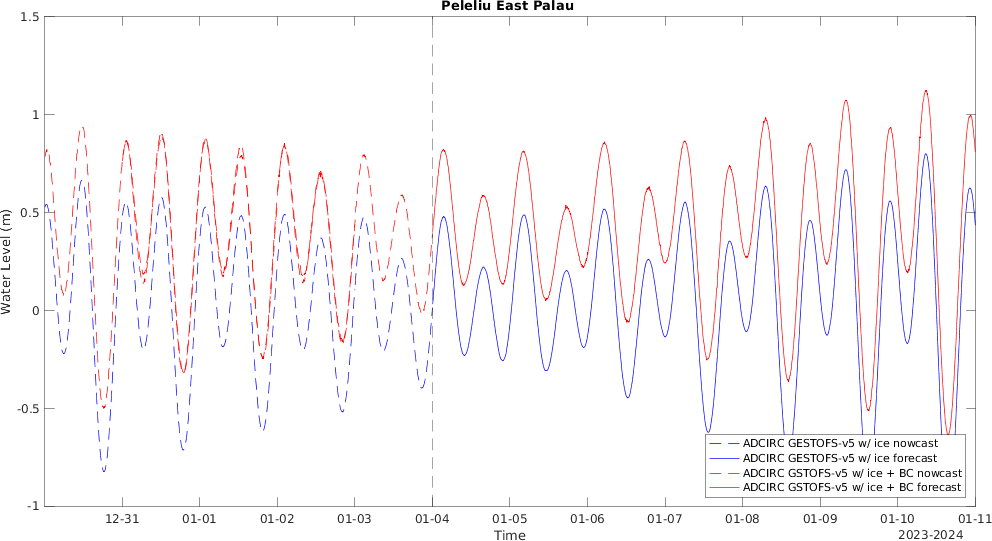 Peleliu East Palau
Water Level (m)
1.5
1
0.5
0
-0.5
-1
ADCIRC GESTOFS-v5 w/ ice nowcast
ADCIRC GESTOFS-v5 w/ ice forecast
ADCIRC GSTOFS-v5 w/ ice + BC nowcast
ADCIRC GSTOFS-v5 w/ ice + BC forecast
12-31 01-01 01-02 01-03 01-04 01-05 01-06 01-07 01-08 01-09 01-10 01-11
Time
2023-2024